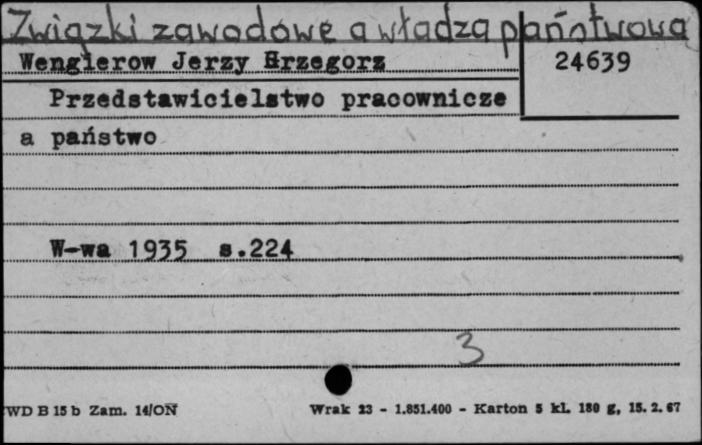 Związki zawodowe a władza państwowa
Wengierow Jerzy Grzegorz 24639
Przedstawicielstwo pracownicze
a państwo
W-wa 1935 s.224
3
WD B 15 b Zam. 14/ON Wrak 23 - 1.851.400 - Karton 5 kl. 180 g, 15. 2. 67